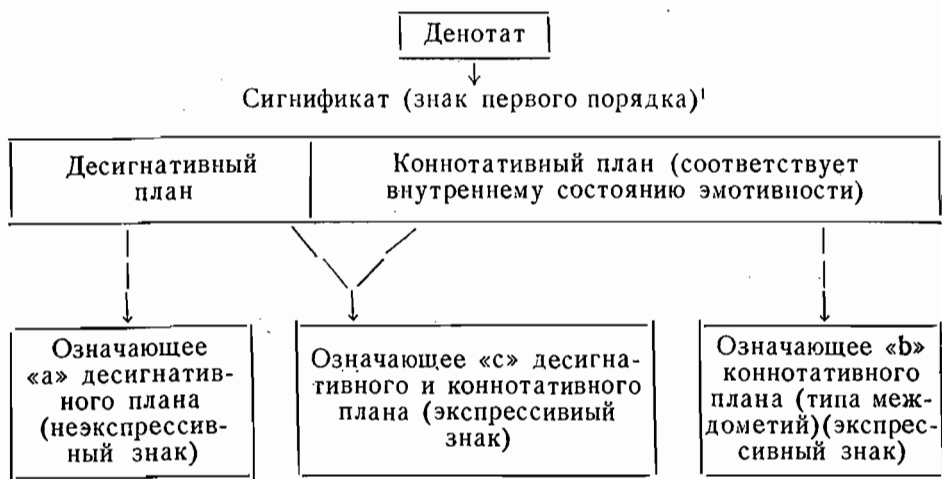 Денотат
Сигнификат (знак первого порядка)¹
Десигнативный
план
Коннотативный план (соответствует
внутреннему состоянию эмотивности)
Означающее
«a» десигнатив-
ного плана
(неэкспрессив-
ный знак)
Означающее «c» десигна-
тивного и коннотативного
плана (экспрессивный
знак)
Означающее «b»
коннотативного
плана (типа меж-
дометий)(экспрес-
сивный знак)